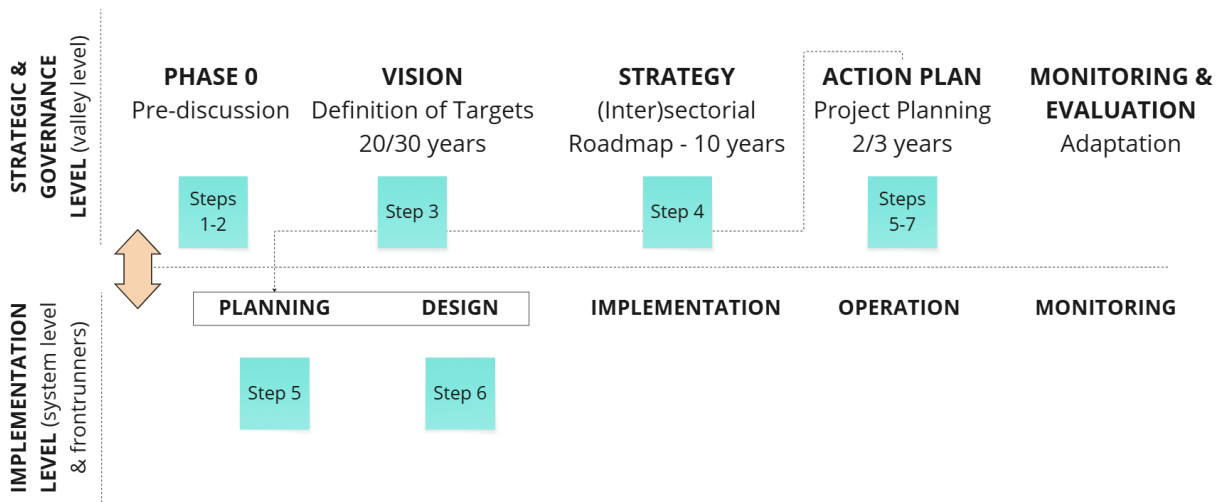 STRATEGIC &
GOVERNANCE
LEVEL (valley level)
PHASE 0
Pre-discussion
VISION
Definition of Targets
20/30 years
STRATEGY
(Inter)sectorial
Roadmap - 10 years
ACTION PLAN
Project Planning
2/3 years
MONITORING &
EVALUATION
Adaptation
Steps
1-2
Step 3
Step 4
Steps
5-7
IMPLEMENTATION
LEVEL (system level
& frontrunners)
PLANNING
DESIGN
IMPLEMENTATION
OPERATION
MONITORING
Step 5
Step 6